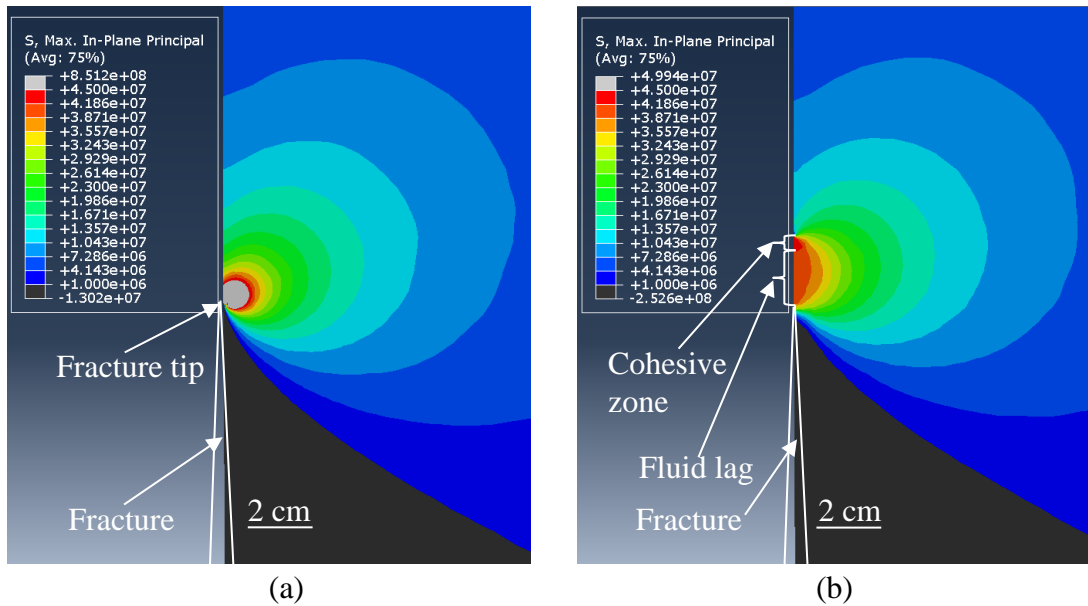 S, Max. In-Plane Principal
(Avg: 75%)
+8.512e+08
+4.500e+07
+4.186e+07
+3.871e+07
+3.557e+07
+3.243e+07
+2.929e+07
+2.614e+07
+2.300e+07
+1.986e+07
+1.671e+07
+1.357e+07
+1.043e+07
+7.286e+06
+4.143e+06
+1.000e+06
-1.302e+07
Fracture tip
Fracture
2 cm
(a)
S, Max. In-Plane Principal
(Avg: 75%)
+4.994e+07
+4.500e+07
+4.186e+07
+3.871e+07
+3.557e+07
+3.243e+07
+2.929e+07
+2.614e+07
+2.300e+07
+1.986e+07
+1.671e+07
+1.357e+07
+1.043e+07
+7.286e+06
+4.143e+06
+1.000e+06
-2.526e+08
Cohesive
zone
Fluid lag
Fracture
2 cm
(b)